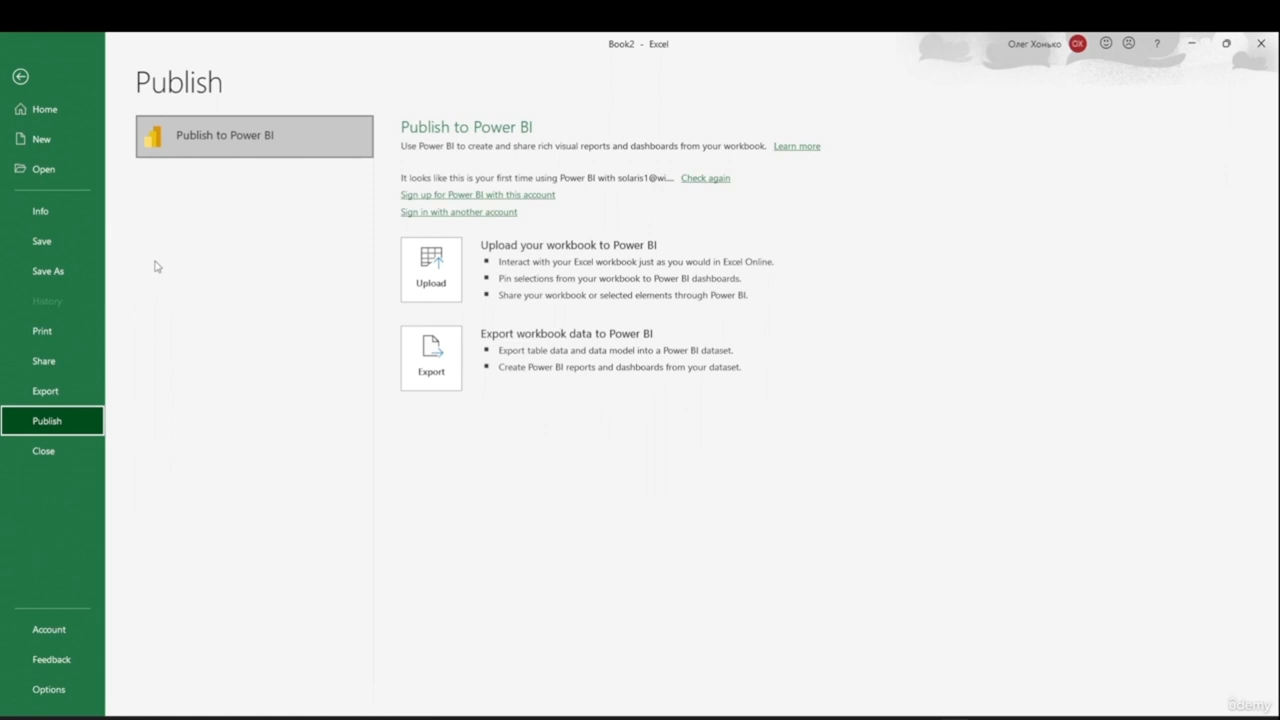 Book2 - Excel
Олег Хонько
ОХ
?
Publish
Home
New
Open
Info
Save
Save As
History
Print
Share
Export
Publish
Close
Account
Feedback
Options
Publish to Power BI
Publish to Power BI
Use Power BI to create and share rich visual reports and dashboards from your workbook. Learn more
It looks like this is your first time using Power BI with solaris1@wi... Check again
Sign up for Power BI with this account
Sign in with another account
Upload
Upload your workbook to Power BI
Interact with your Excel workbook just as you would in Excel Online.
Pin selections from your workbook to Power BI dashboards.
Share your workbook or selected elements through Power BI.
Export
Export workbook data to Power BI
Export table data and data model into a Power BI dataset.
Create Power BI reports and dashboards from your dataset.
ûdemy